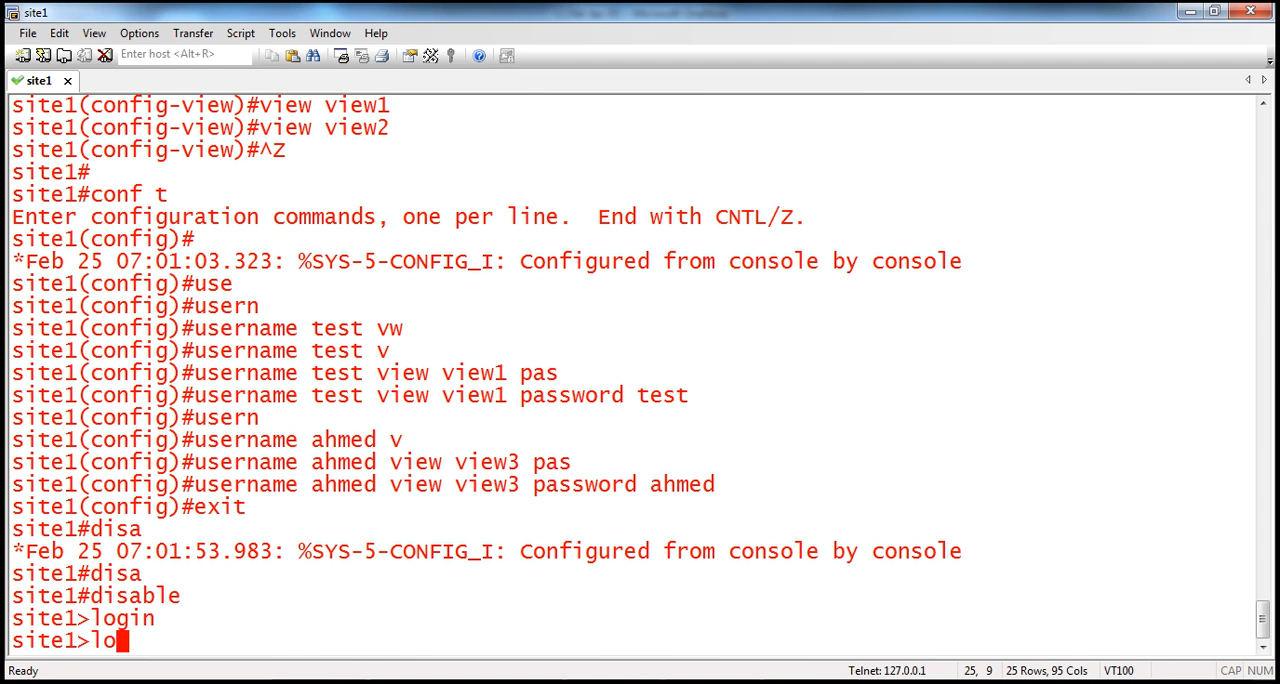 site1
File Edit View Options Transfer Script Tools Window Help
Enter host <Alt+R>
site1
site1(config-view)#view view1
site1(config-view)#view view2
site1(config-view)#^Z
site1#
site1#conf t
Enter configuration commands, one per line.  End with CNTL/Z.
site1(config)#
*Feb 25 07:01:03.323: %SYS-5-CONFIG_I: Configured from console by console
site1(config)#use
site1(config)#usern
site1(config)#username test vw
site1(config)#username test v
site1(config)#username test view view1 pas
site1(config)#username test view view1 password test
site1(config)#usern
site1(config)#username ahmed v
site1(config)#username ahmed view view3 pas
site1(config)#username ahmed view view3 password ahmed
site1(config)#exit
site1#disa
*Feb 25 07:01:53.983: %SYS-5-CONFIG_I: Configured from console by console
site1#disa
site1#disable
site1>login
site1>lo
Ready Telnet: 127.0.0.1 25, 9 25 Rows, 95 Cols VT100 CAP NUM